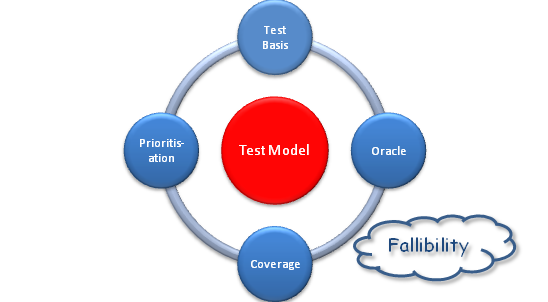 Test
Basis
Prioritis-
ation
Test Model
Oracle
Fallibility
Coverage